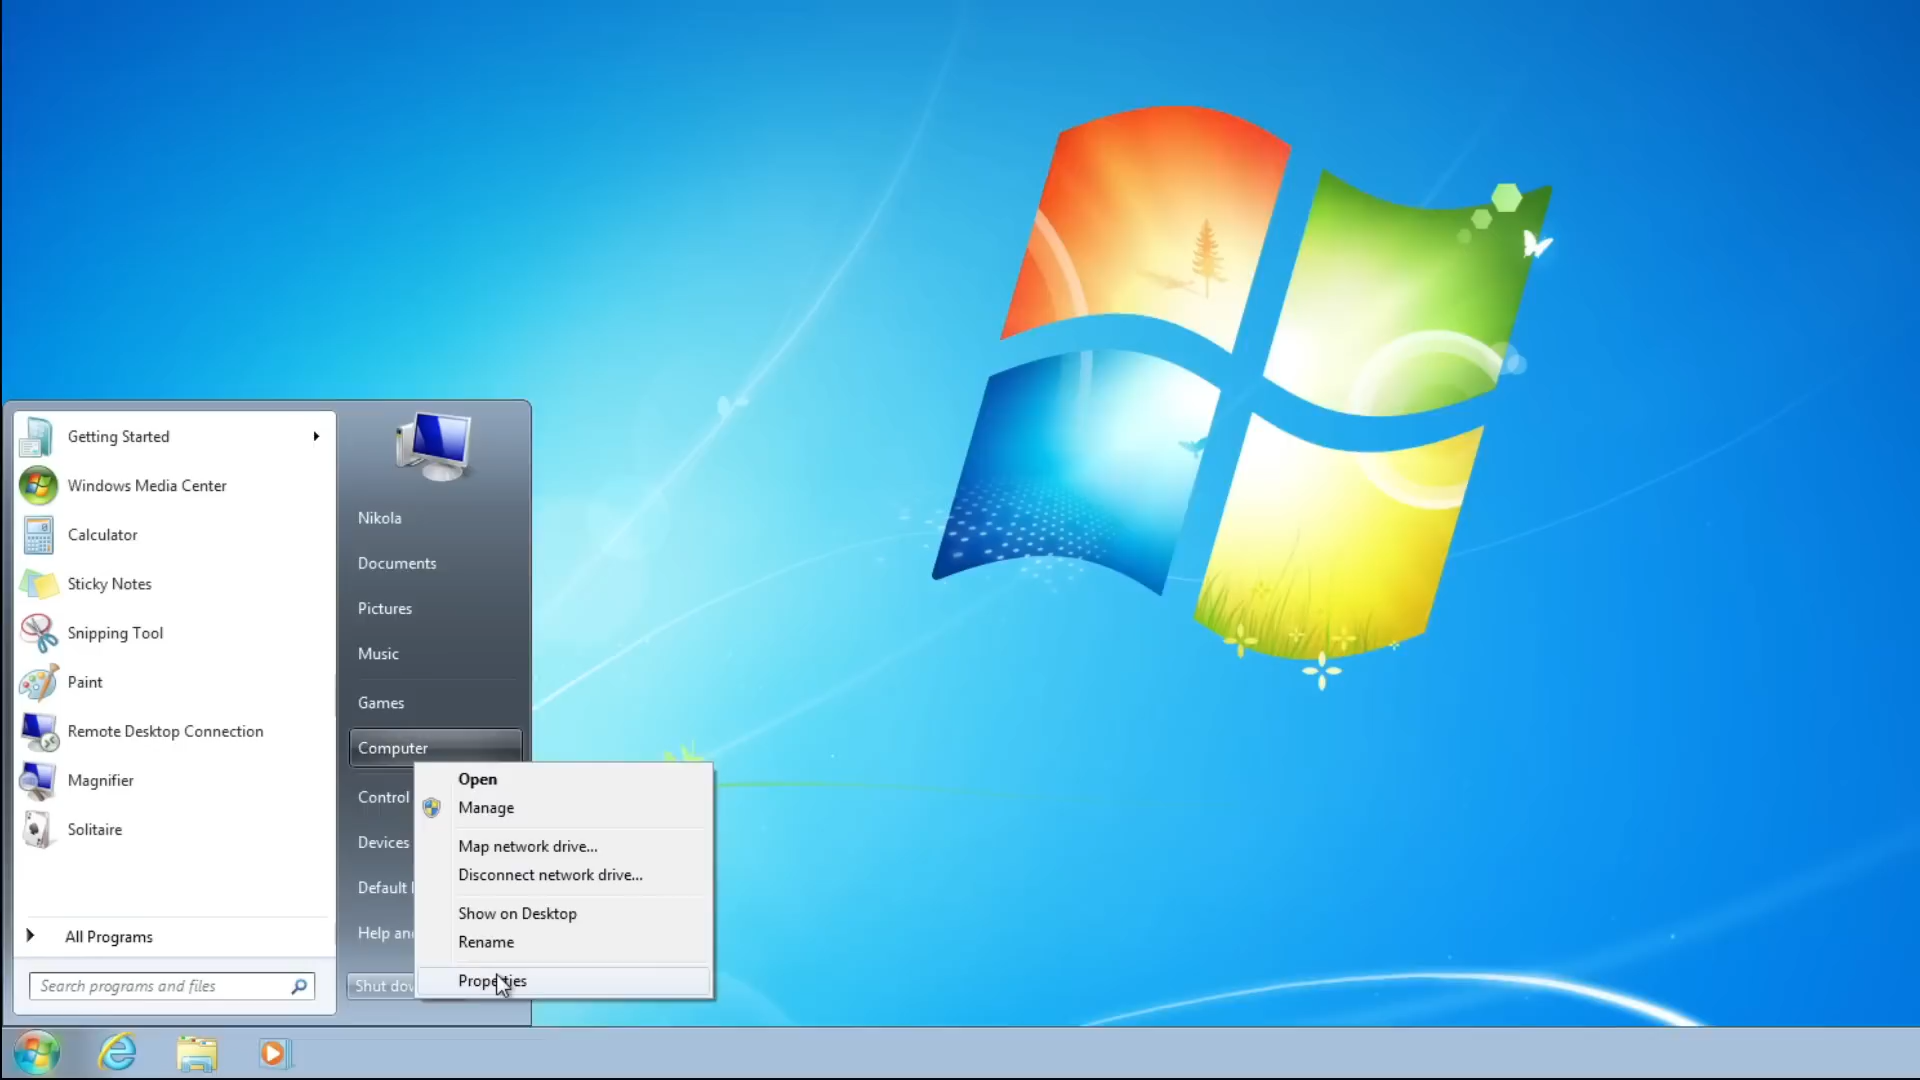 Getting Started
Windows Media Center
Calculator
Sticky Notes
Snipping Tool
Paint
Remote Desktop Connection
Magnifier
Solitaire
All Programs
Search programs and files
Nikola
Documents
Pictures
Music
Games
Computer
Control
Devices
Default
Help and
Shut dow
Open
Manage
Map network drive...
Disconnect network drive...
Show on Desktop
Rename
Properties